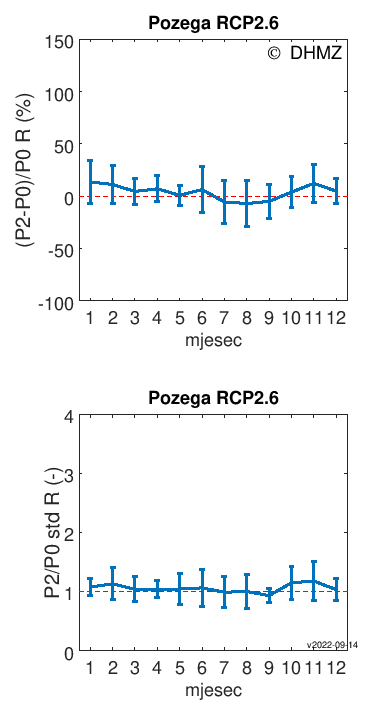 Pozega RCP2.6
© DHMZ
(P2-P0)/P0 R (%)
150
100
50
0
-50
-100
1 2 3 4 5 6 7 8 9 10 11 12
mjesec
Pozega RCP2.6
P2/P0 std R (-)
4
3
2
1
0
v2022-09-14
1 2 3 4 5 6 7 8 9 10 11 12
mjesec